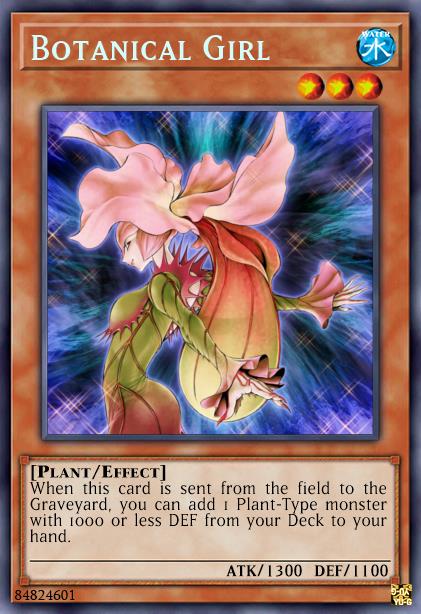 Botanical Girl
WATER
水
[Plant/Effect]
When this card is sent from the field to the
Graveyard, you can add 1 Plant-Type monster
with 1000 or less DEF from your Deck to your
hand.
ATK/1300 DEF/1100
84824601